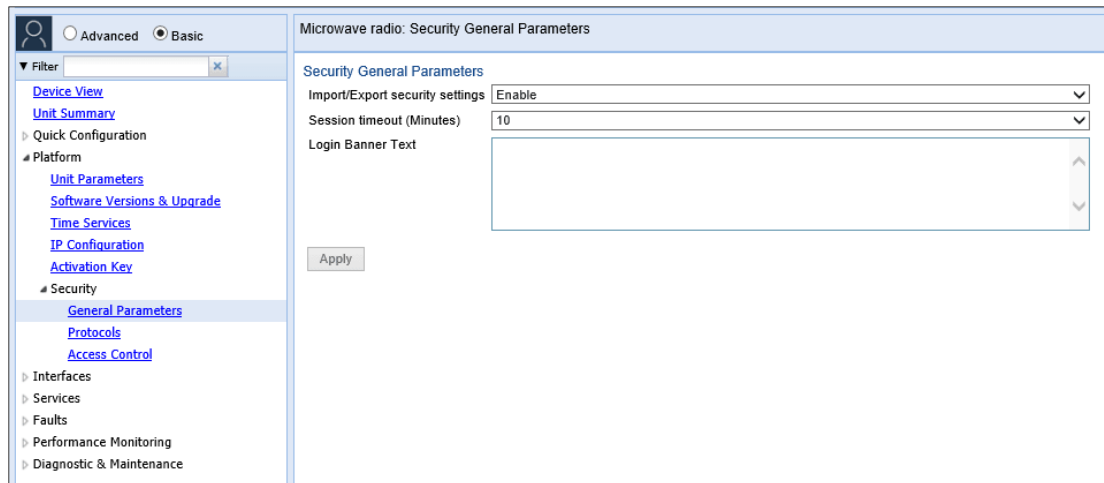 Advanced Basic
Filter
Device View
Unit Summary
Quick Configuration
Platform
Unit Parameters
Software Versions & Upgrade
Time Services
IP Configuration
Activation Key
Security
General Parameters
Protocols
Access Control
Interfaces
Services
Faults
Performance Monitoring
Diagnostic & Maintenance
Microwave radio: Security General Parameters
Security General Parameters
Import/Export security settings Enable
Session timeout (Minutes) 10
Login Banner Text
Apply